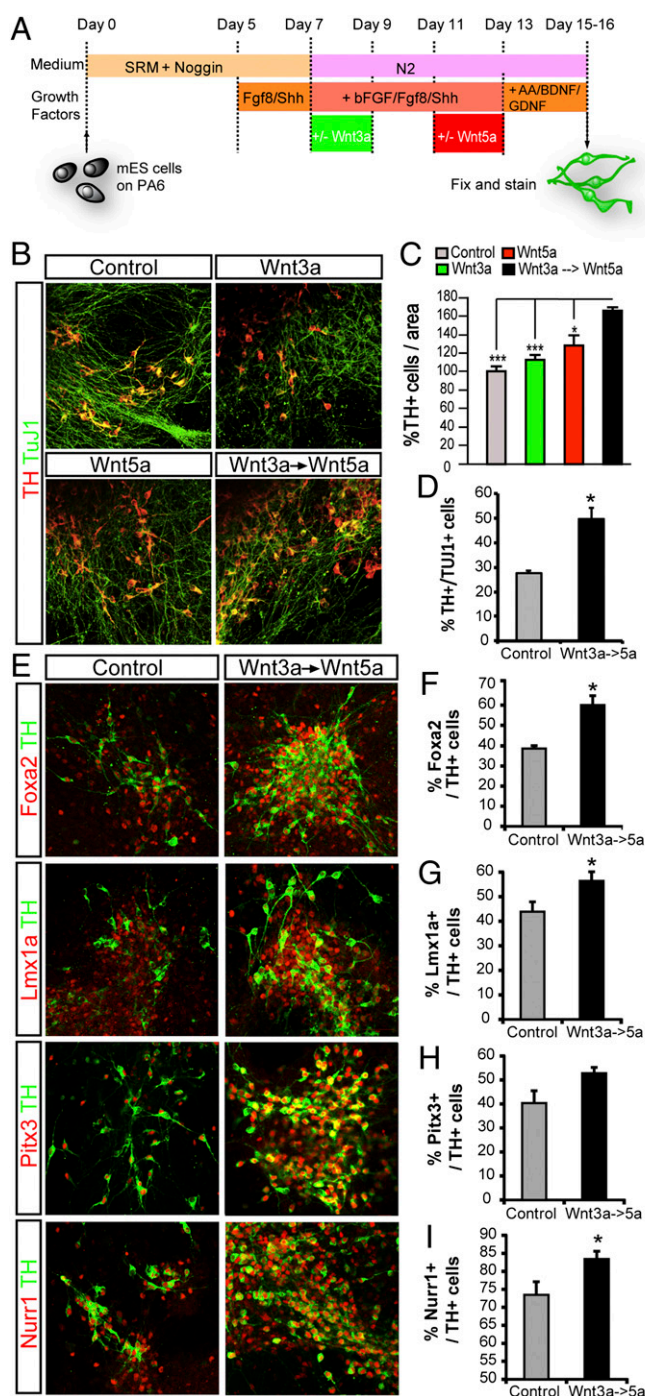 A
Day 0 Day 5 Day 7 Day 9 Day 11 Day 13 Day 15-16
Medium SRM + Noggin N2
Growth Factors Fgf8/Shh + bFGF/Fgf8/Shh + AA/BDNF/ GDNF
+/- Wnt3a +/- Wnt5a
mES cells
on PA6
Fix and stain
B
Control Wnt3a
Wnt5a Wnt3a→Wnt5a
TH TuJ1
C
Control Wnt5a
Wnt3a Wnt3a --> Wnt5a
%TH+ cells / area
180
160
140
120
100
80
60
40
20
0
*** *** *
D
% TH+/TUJ1+ cells
60
50
40
30
20
10
0
*
Control Wnt3a->5a
E
Control Wnt3a→Wnt5a
Foxa2 TH
Lmx1a TH
Pitx3 TH
Nurr1 TH
F
% Foxa2
/ TH+ cells
70
60
50
40
30
20
10
0
*
Control Wnt3a->5a
G
% Lmx1a+
/ TH+ cells
60
50
40
30
20
10
0
*
Control Wnt3a->5a
H
% Pitx3+
/ TH+ cells
60
50
40
30
20
10
0
Control Wnt3a->5a
I
% Nurr1+
/ TH+ cells
90
85
80
75
70
65
60
55
50
*
Control Wnt3a->5a